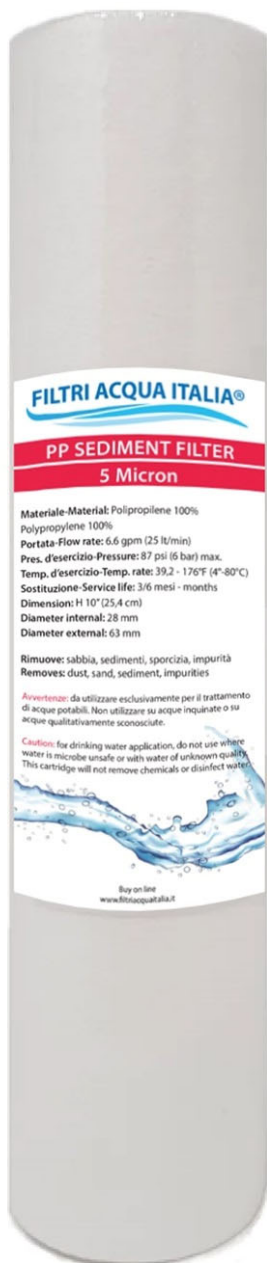 FILTRI ACQUA ITALIA®
PP SEDIMENT FILTER
5 Micron
Materiale-Material: Polipropilene 100%
Polypropylene 100%
Portata-Flow rate: 6.6 gpm (25 lt/min)
Pres. d'esercizio-Pressure: 87 psi (6 bar) max.
Temp. d'esercizio-Temp. rate: 39,2 - 176°F (4°-80°C)
Sostituzione-Service life: 3/6 mesi - months
Dimension: H 10" (25,4 cm)
Diameter internal: 28 mm
Diameter external: 63 mm
Rimuove: sabbia, sedimenti, sporcizia, impurità
Removes: dust, sand, sediment, impurities
Avvertenze: da utilizzare esclusivamente per il trattamento
di acque potabili. Non utilizzare su acque inquinate o su
acque qualitativamente sconosciute.
Caution: for drinking water application, do not use where
water is microbe unsafe or with water of unknown quality.
This cartridge will not remove chemicals or disinfect water.
Buy on line
www.filtriacquaitalia.it